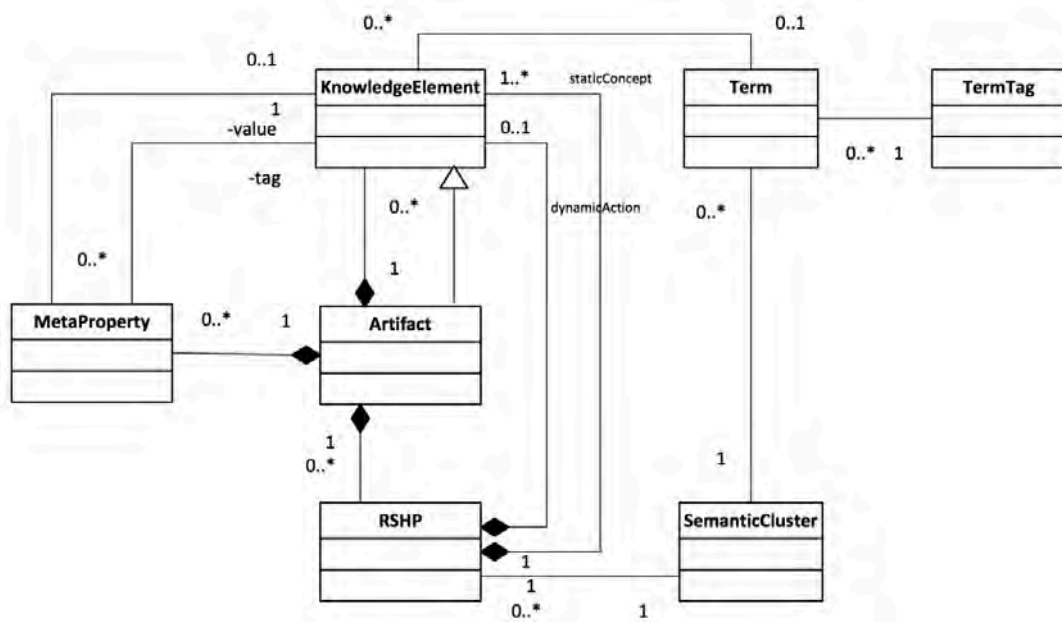 0..*
0..1
0..1
KnowledgeElement
1..*
staticConcept
Term
TermTag
1
-value
0..1
0..*
1
-tag
0..*
dynamicAction
0..*
0..*
1
MetaProperty
0..*
1
Artifact
1
0..*
1
RSHP
SemanticCluster
1
1
0..*
1